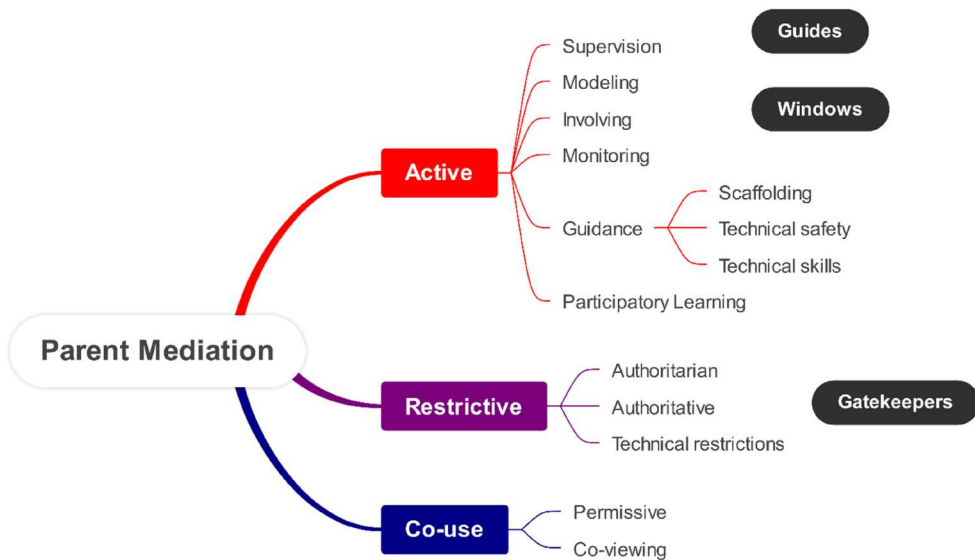 Guides
Supervision
Modeling
Windows
Involving
Monitoring
Active
Scaffolding
Guidance
Technical safety
Technical skills
Participatory Learning
Parent Mediation
Authoritarian
Restrictive
Authoritative
Gatekeepers
Technical restrictions
Permissive
Co-use
Co-viewing